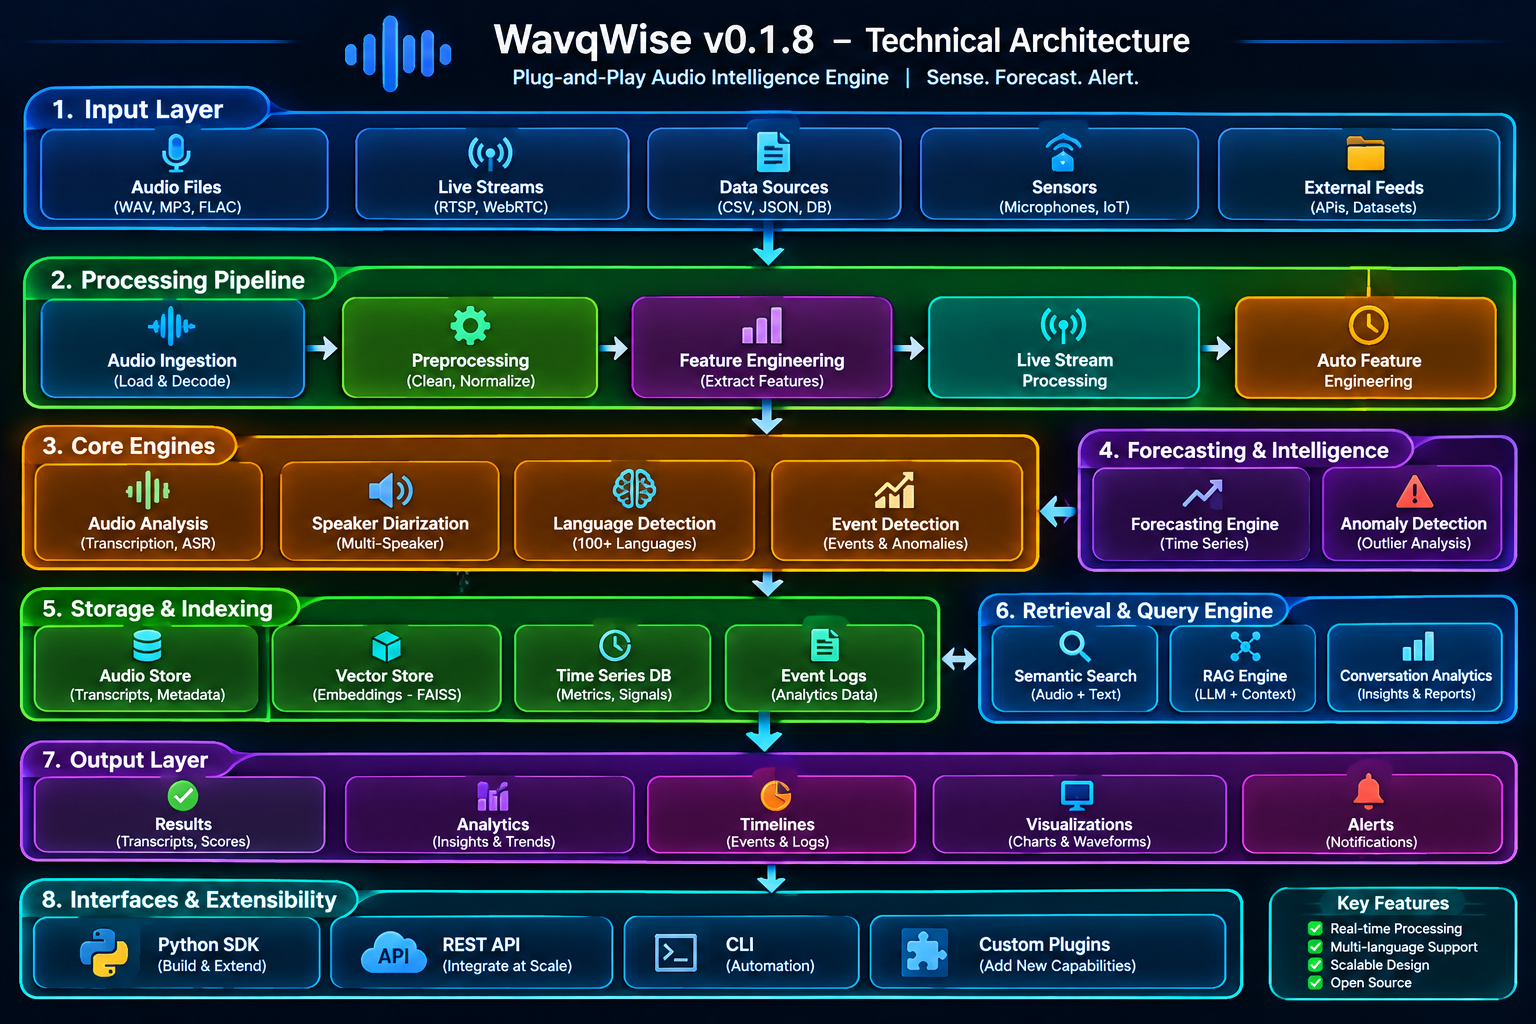 WavqWise v0.1.8 – Technical Architecture
Plug-and-Play Audio Intelligence Engine | Sense. Forecast. Alert.
1. Input Layer
Audio Files
(WAV, MP3, FLAC)
Live Streams
(RTSP, WebRTC)
Data Sources
(CSV, JSON, DB)
Sensors
(Microphones, IoT)
External Feeds
(APIs, Datasets)
2. Processing Pipeline
Audio Ingestion
(Load & Decode)
Preprocessing
(Clean, Normalize)
Feature Engineering
(Extract Features)
Live Stream
Processing
Auto Feature
Engineering
3. Core Engines
Audio Analysis
(Transcription, ASR)
Speaker Diarization
(Multi-Speaker)
Language Detection
(100+ Languages)
Event Detection
(Events & Anomalies)
4. Forecasting & Intelligence
Forecasting Engine
(Time Series)
Anomaly Detection
(Outlier Analysis)
5. Storage & Indexing
Audio Store
(Transcripts, Metadata)
Vector Store
(Embeddings - FAISS)
Time Series DB
(Metrics, Signals)
Event Logs
(Analytics Data)
6. Retrieval & Query Engine
Semantic Search
(Audio + Text)
RAG Engine
(LLM + Context)
Conversation Analytics
(Insights & Reports)
7. Output Layer
Results
(Transcripts, Scores)
Analytics
(Insights & Trends)
Timelines
(Events & Logs)
Visualizations
(Charts & Waveforms)
Alerts
(Notifications)
8. Interfaces & Extensibility
Python SDK
(Build & Extend)
API
REST API
(Integrate at Scale)
CLI
(Automation)
Custom Plugins
(Add New Capabilities)
Key Features
Real-time Processing
Multi-language Support
Scalable Design
Open Source